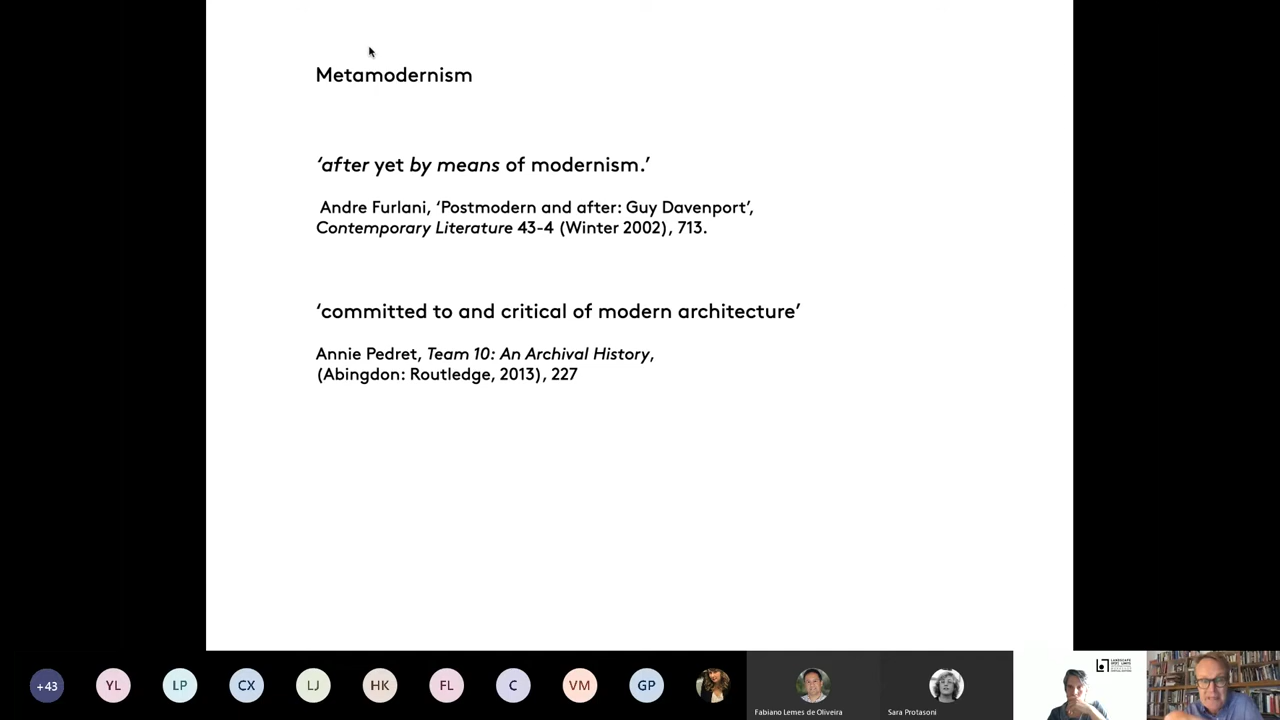 Metamodernism
‘after yet by means of modernism.’
Andre Furlani, ‘Postmodern and after: Guy Davenport’,
Contemporary Literature 43-4 (Winter 2002), 713.
‘committed to and critical of modern architecture’
Annie Pedret, Team 10: An Archival History,
(Abingdon: Routledge, 2013), 227
+43
YL
LP
CX
LJ
HK
FL
C
VM
GP
Fabiano Lemes de Oliveira
Sara Protasoni
LANDSCAPE